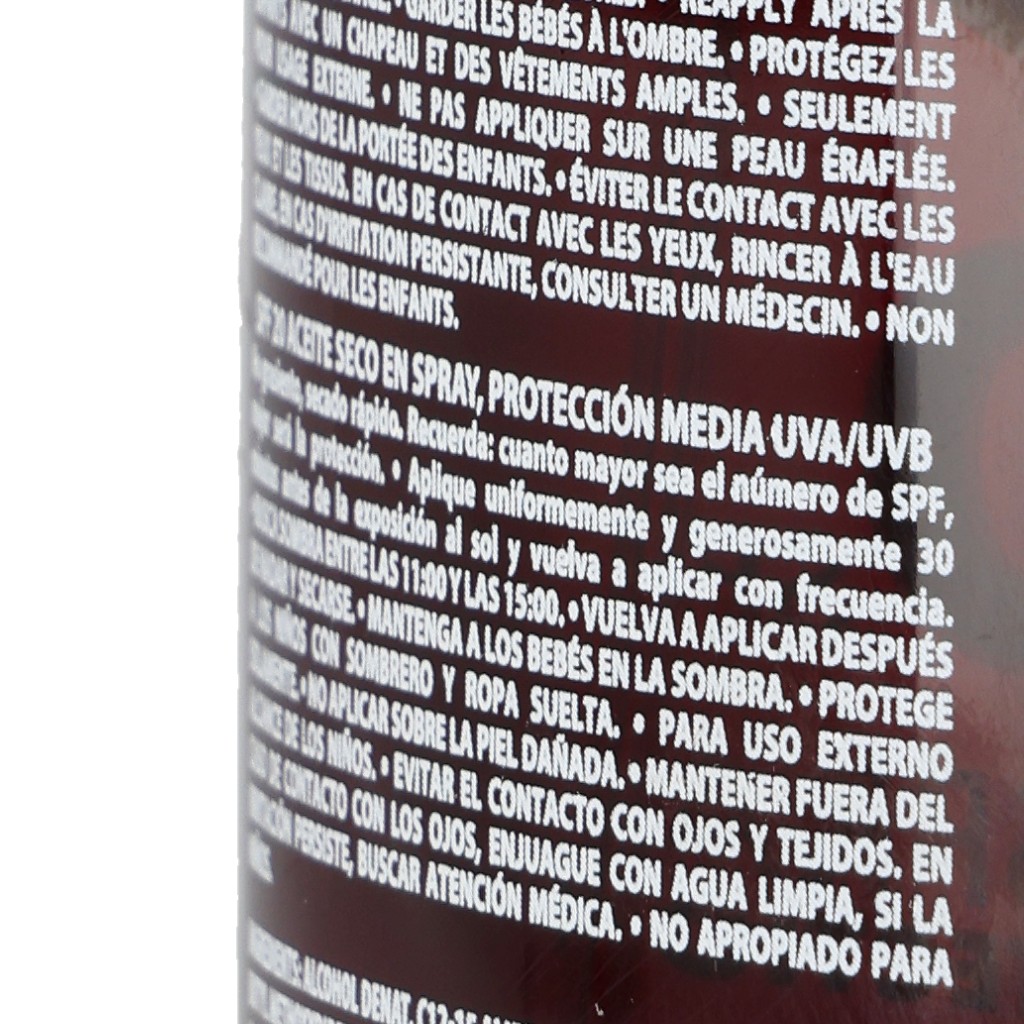 • GARDER LES BÉBÉS À L'OMBRE. • PROTÉGEZ LES
AVEC UN CHAPEAU ET DES VÊTEMENTS AMPLES. • SEULEMENT
USAGE EXTERNE. • NE PAS APPLIQUER SUR UNE PEAU ÉRAFLÉE.
HORS DE LA PORTÉE DES ENFANTS. • ÉVITER LE CONTACT AVEC LES
ET LES TISSUS. EN CAS DE CONTACT AVEC LES YEUX, RINCER À L'EAU
EN CAS D'IRRITATION PERSISTANTE, CONSULTER UN MÉDECIN. • NON
POUR LES ENFANTS.
SPF 20 ACEITE SECO EN SPRAY, PROTECCIÓN MEDIA UVA/UVB
secado rápido. Recuerda: cuanto mayor sea el número de SPF,
será la protección. • Aplique uniformemente y generosamente 30
antes de la exposición al sol y vuelva a aplicar con frecuencia.
SOMBRA ENTRE LAS 11:00 Y LAS 15:00. • VUELVA A APLICAR DESPUÉS
Y SECARSE. • MANTENGA A LOS BEBÉS EN LA SOMBRA. • PROTEGE
NIÑOS CON SOMBRERO Y ROPA SUELTA. • PARA USO EXTERNO
• NO APLICAR SOBRE LA PIEL DAÑADA. • MANTENER FUERA DEL
DE LOS NIÑOS. • EVITAR EL CONTACTO CON OJOS Y TEJIDOS. EN
DE CONTACTO CON LOS OJOS, ENJUAGUE CON AGUA LIMPIA, SI LA
PERSISTE, BUSCAR ATENCIÓN MÉDICA. • NO APROPIADO PARA
ALCOHOL DENAT,